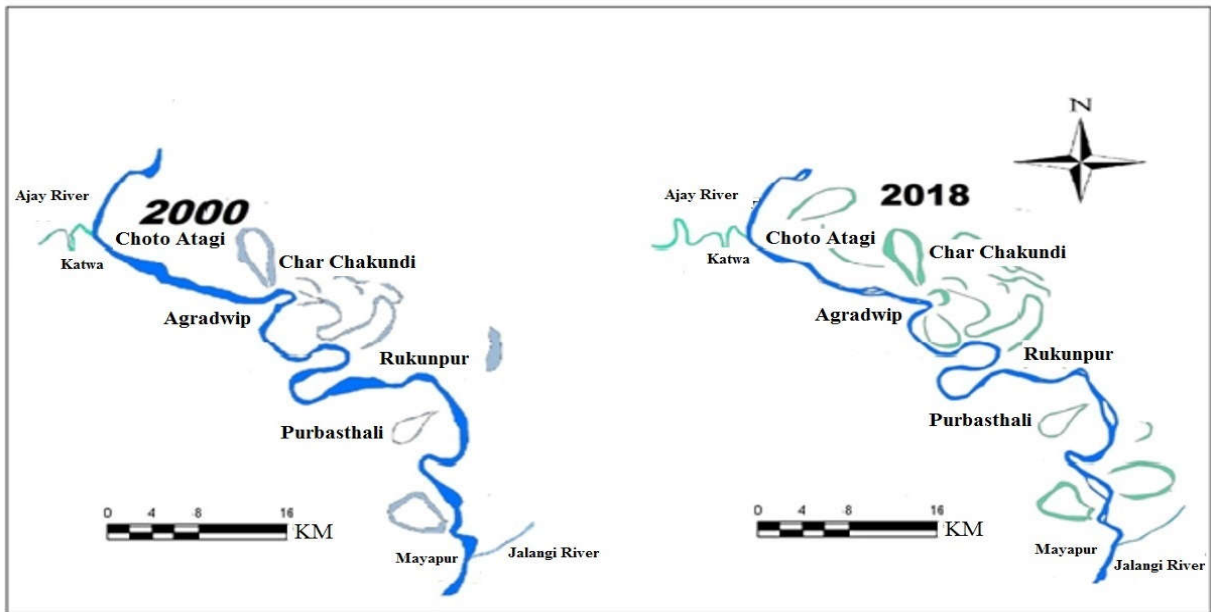 Ajay River
2000
Choto Atagi
Katwa
Char Chakundi
Agradwip
Rukunpur
Purbasthali
0 4 8 16
KM
Mayapur
Jalangi River
N
Ajay River
2018
Choto Atagi
Katwa
Char Chakundi
Agradwip
Rukunpur
Purbasthali
0 4 8 16
KM
Mayapur
Jalangi River